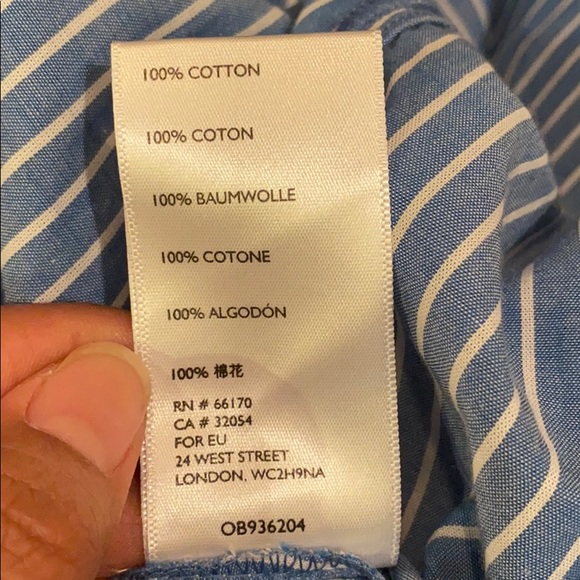 100% COTTON
100% COTON
100% BAUMWOLLE
100% COTONE
100% ALGODÓN
100% 棉花
RN # 66170
CA # 32054
FOR EU
24 WEST STREET
LONDON. WC2H9NA
OB936204